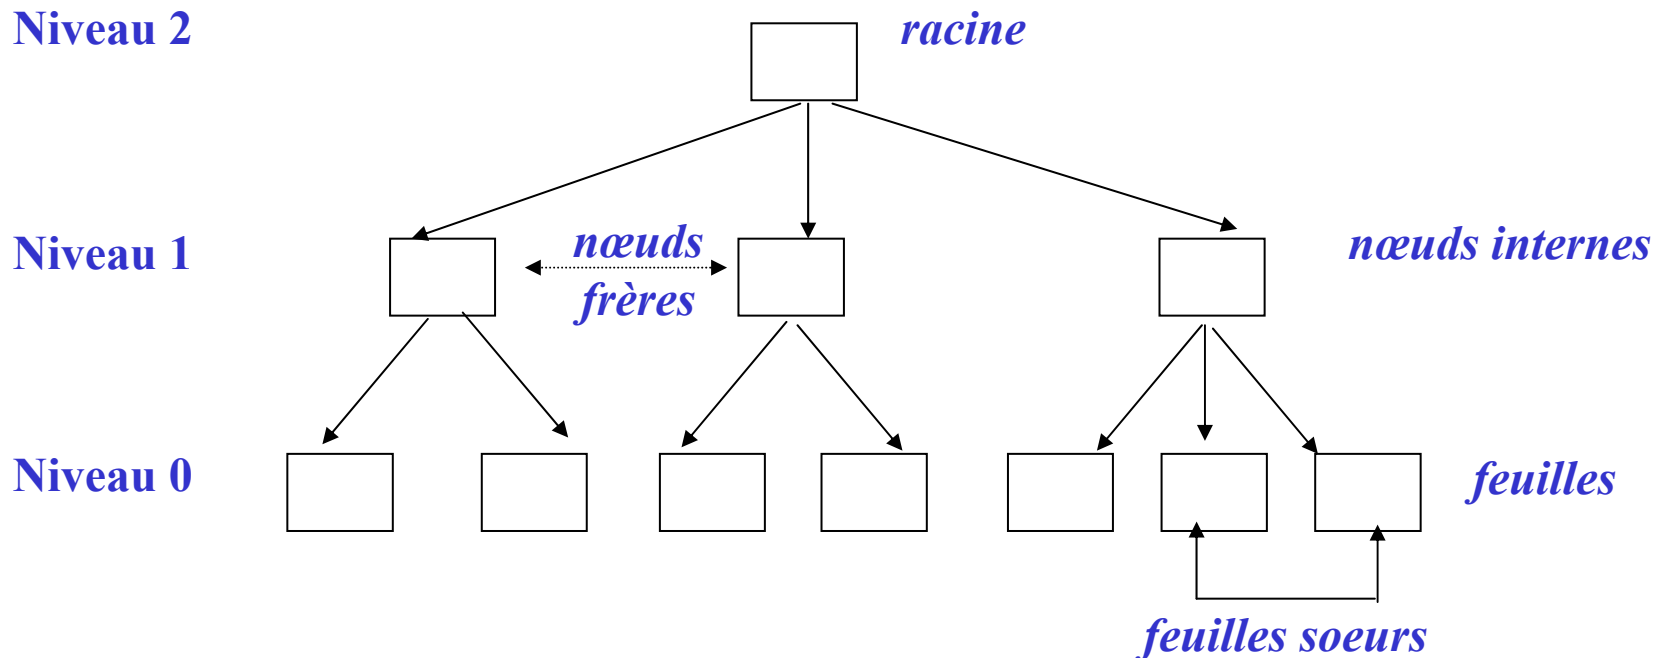 Niveau 2
racine
Niveau 1
nœuds
frères
nœuds internes
Niveau 0
feuilles
feuilles soeurs